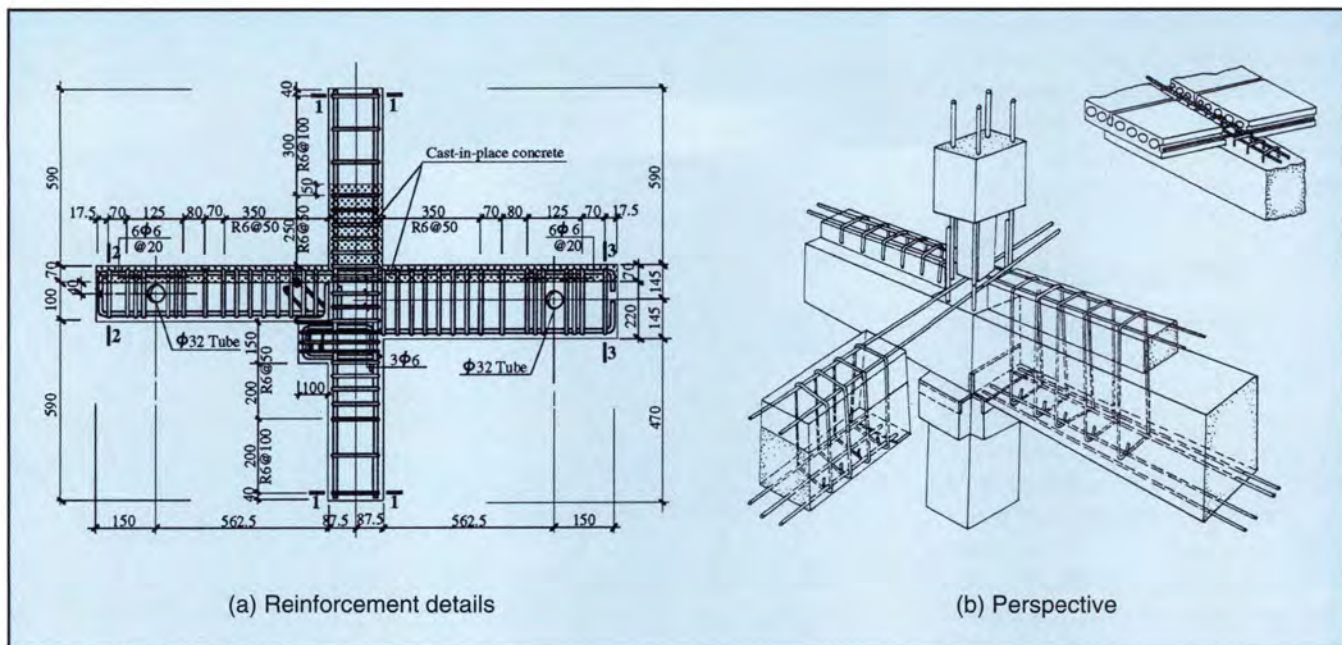 40
1 1
300
R6@100
Cast-in-place concrete
590
590
50
17.5 70 125 80 70 350 350 70 80 125 70 17.5
6Φ6 R6@50 250 R6@50 R6@50 6Φ6
@20 @20
2 3
70 70 145
40
100
220 145
2 3
Φ32 Tube 150 3Φ6 Φ32 Tube
R6@50
100
590 200 470
200
R6@100
40
1 1
150 562.5 87.5 87.5 562.5 150
(a) Reinforcement details
(b) Perspective